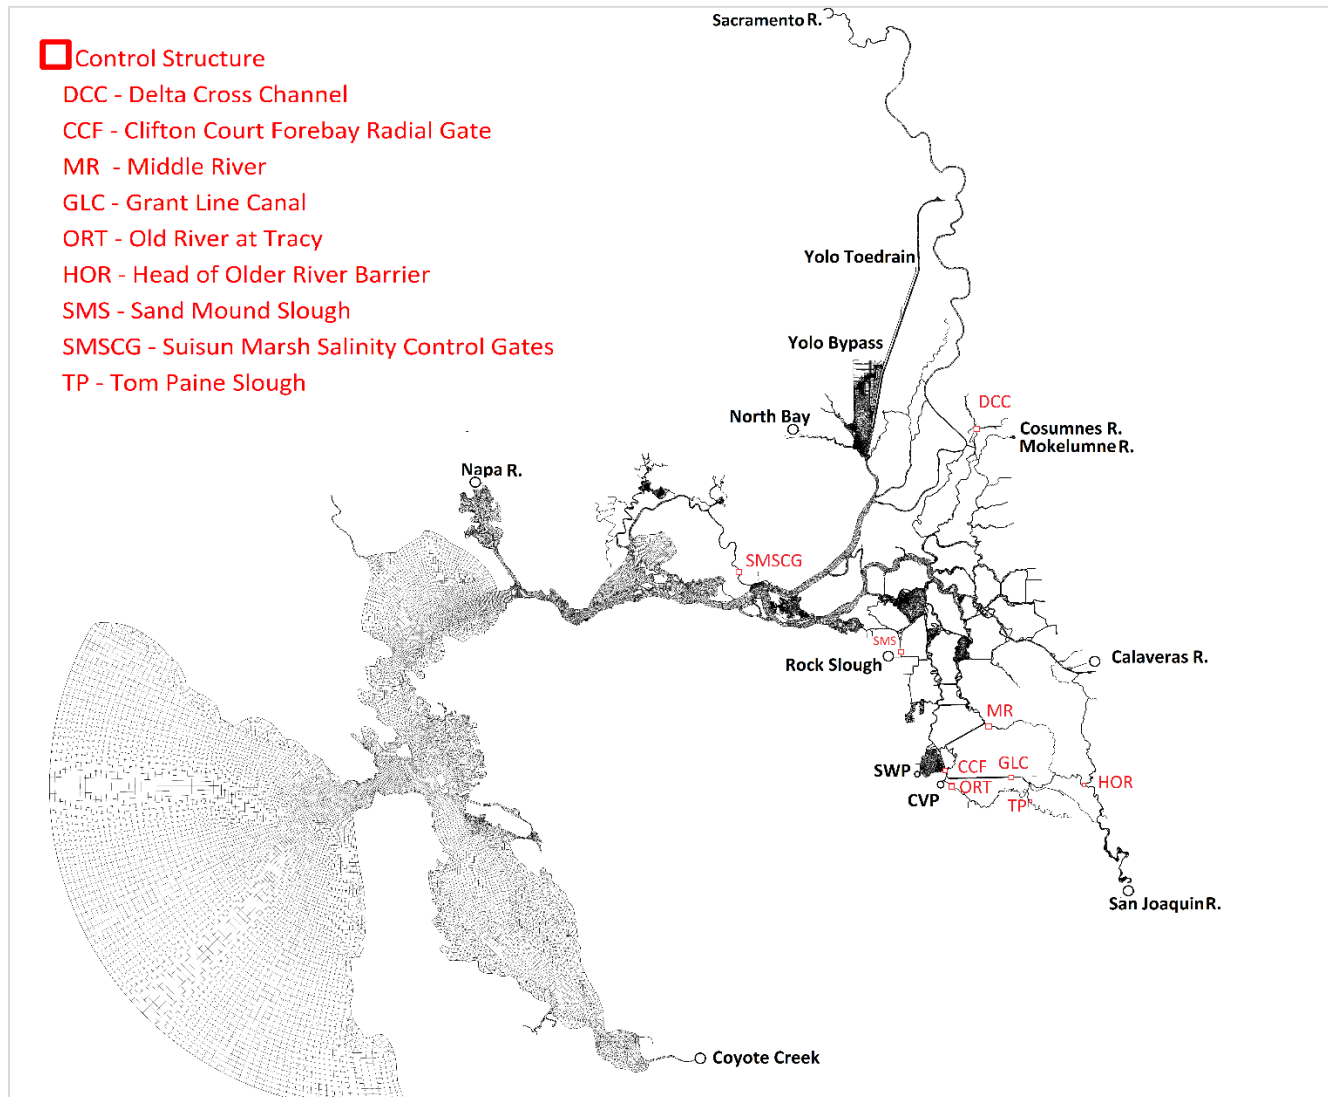 Sacramento R.
Control Structure
DCC - Delta Cross Channel
CCF - Clifton Court Forebay Radial Gate
MR - Middle River
GLC - Grant Line Canal
ORT - Old River at Tracy
HOR - Head of Older River Barrier
SMS - Sand Mound Slough
SMSCG - Suisun Marsh Salinity Control Gates
TP - Tom Paine Slough
Yolo Toedrain
Yolo Bypass
DCC
North Bay
Cosumnes R.
Mokelumne R.
Napa R.
SMSCG
SMS
Rock Slough
Calaveras R.
MR
SWP
CCF
GLC
HOR
CVP
ORT
TP
San Joaquin R.
Coyote Creek